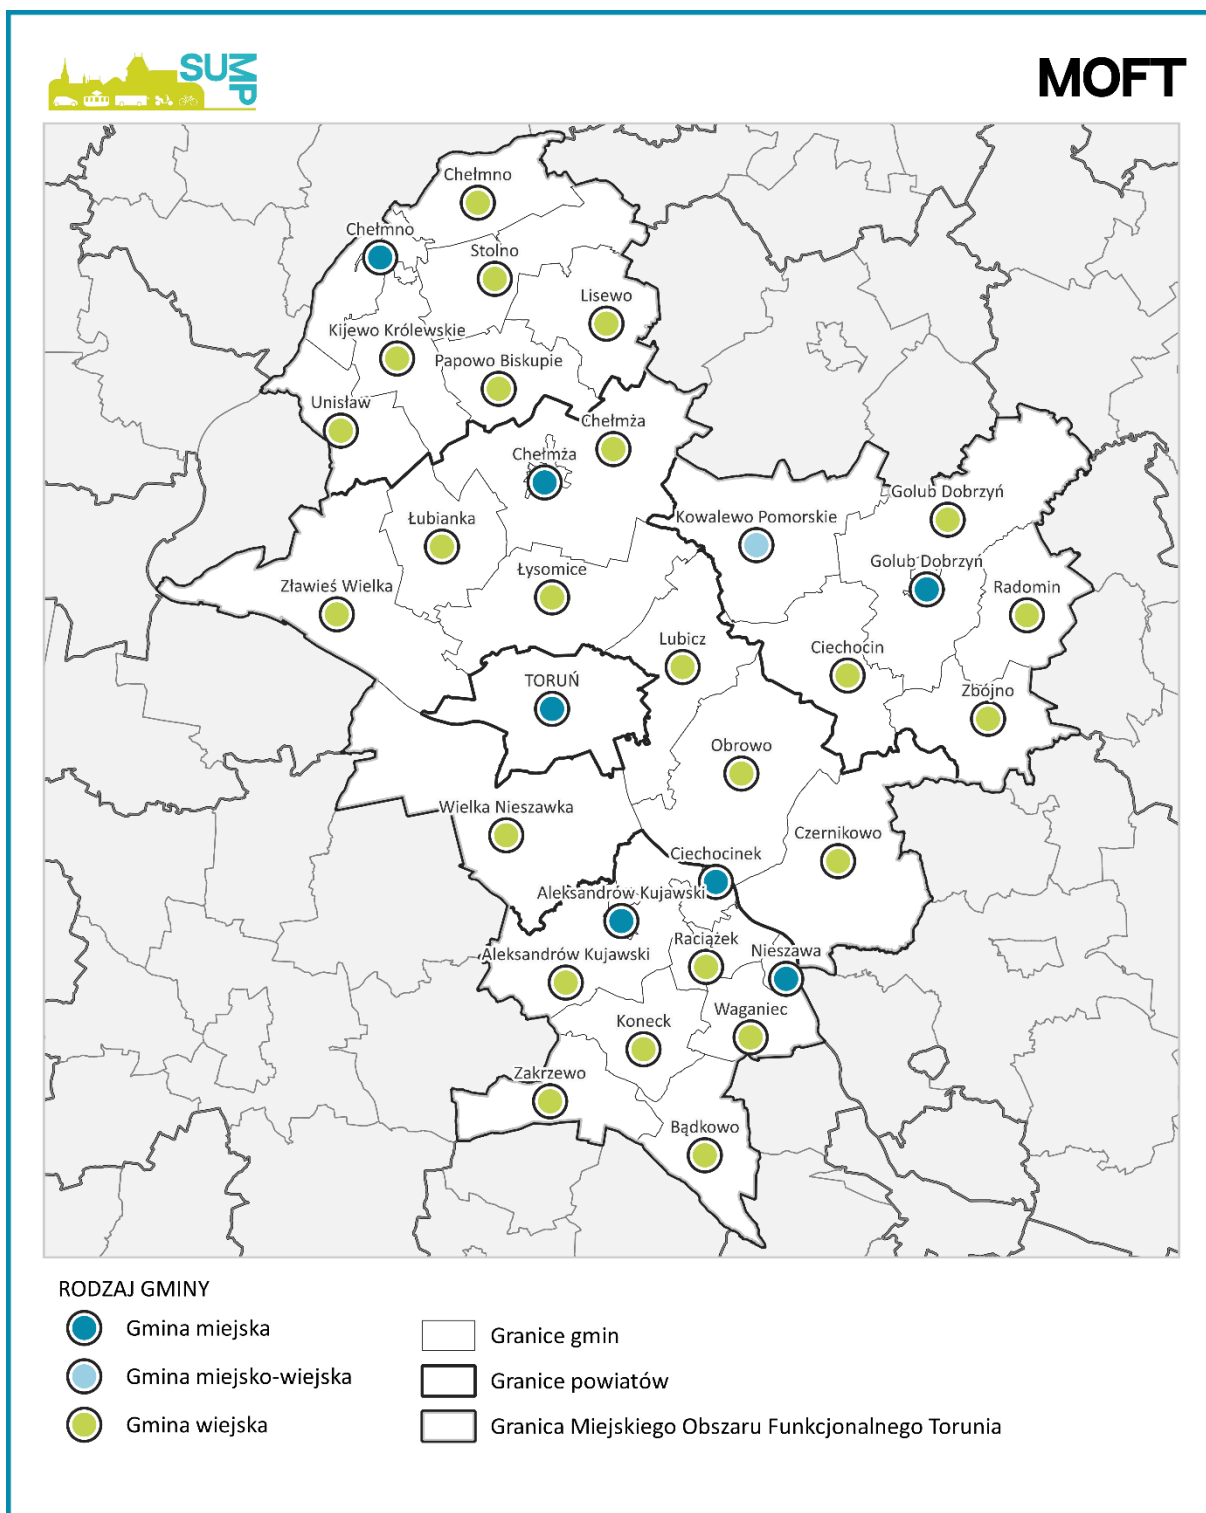 SUMP
MOFT
Chełmno
Chełmno
Stolno
Lisewo
Kijewo Królewskie
Papowo Biskupie
Unisław
Chełmża
Chełmża
Golub Dobrzyń
Łubianka
Kowalewo Pomorskie
Golub Dobrzyń
Łysomice
Zławieś Wielka
Radomin
Lubicz
Ciechocin
TORUŃ
Zbójno
Obrowo
Wielka Nieszawka
Czernikowo
Ciechocinek
Aleksandrów Kujawski
Raciążek
Nieszawa
Aleksandrów Kujawski
Waganiec
Koneck
Zakrzewo
Bądkowo
RODZAJ GMINY
Gmina miejska
Gmina miejsko-wiejska
Gmina wiejska
Granice gmin
Granice powiatów
Granica Miejskiego Obszaru Funkcjonalnego Torunia